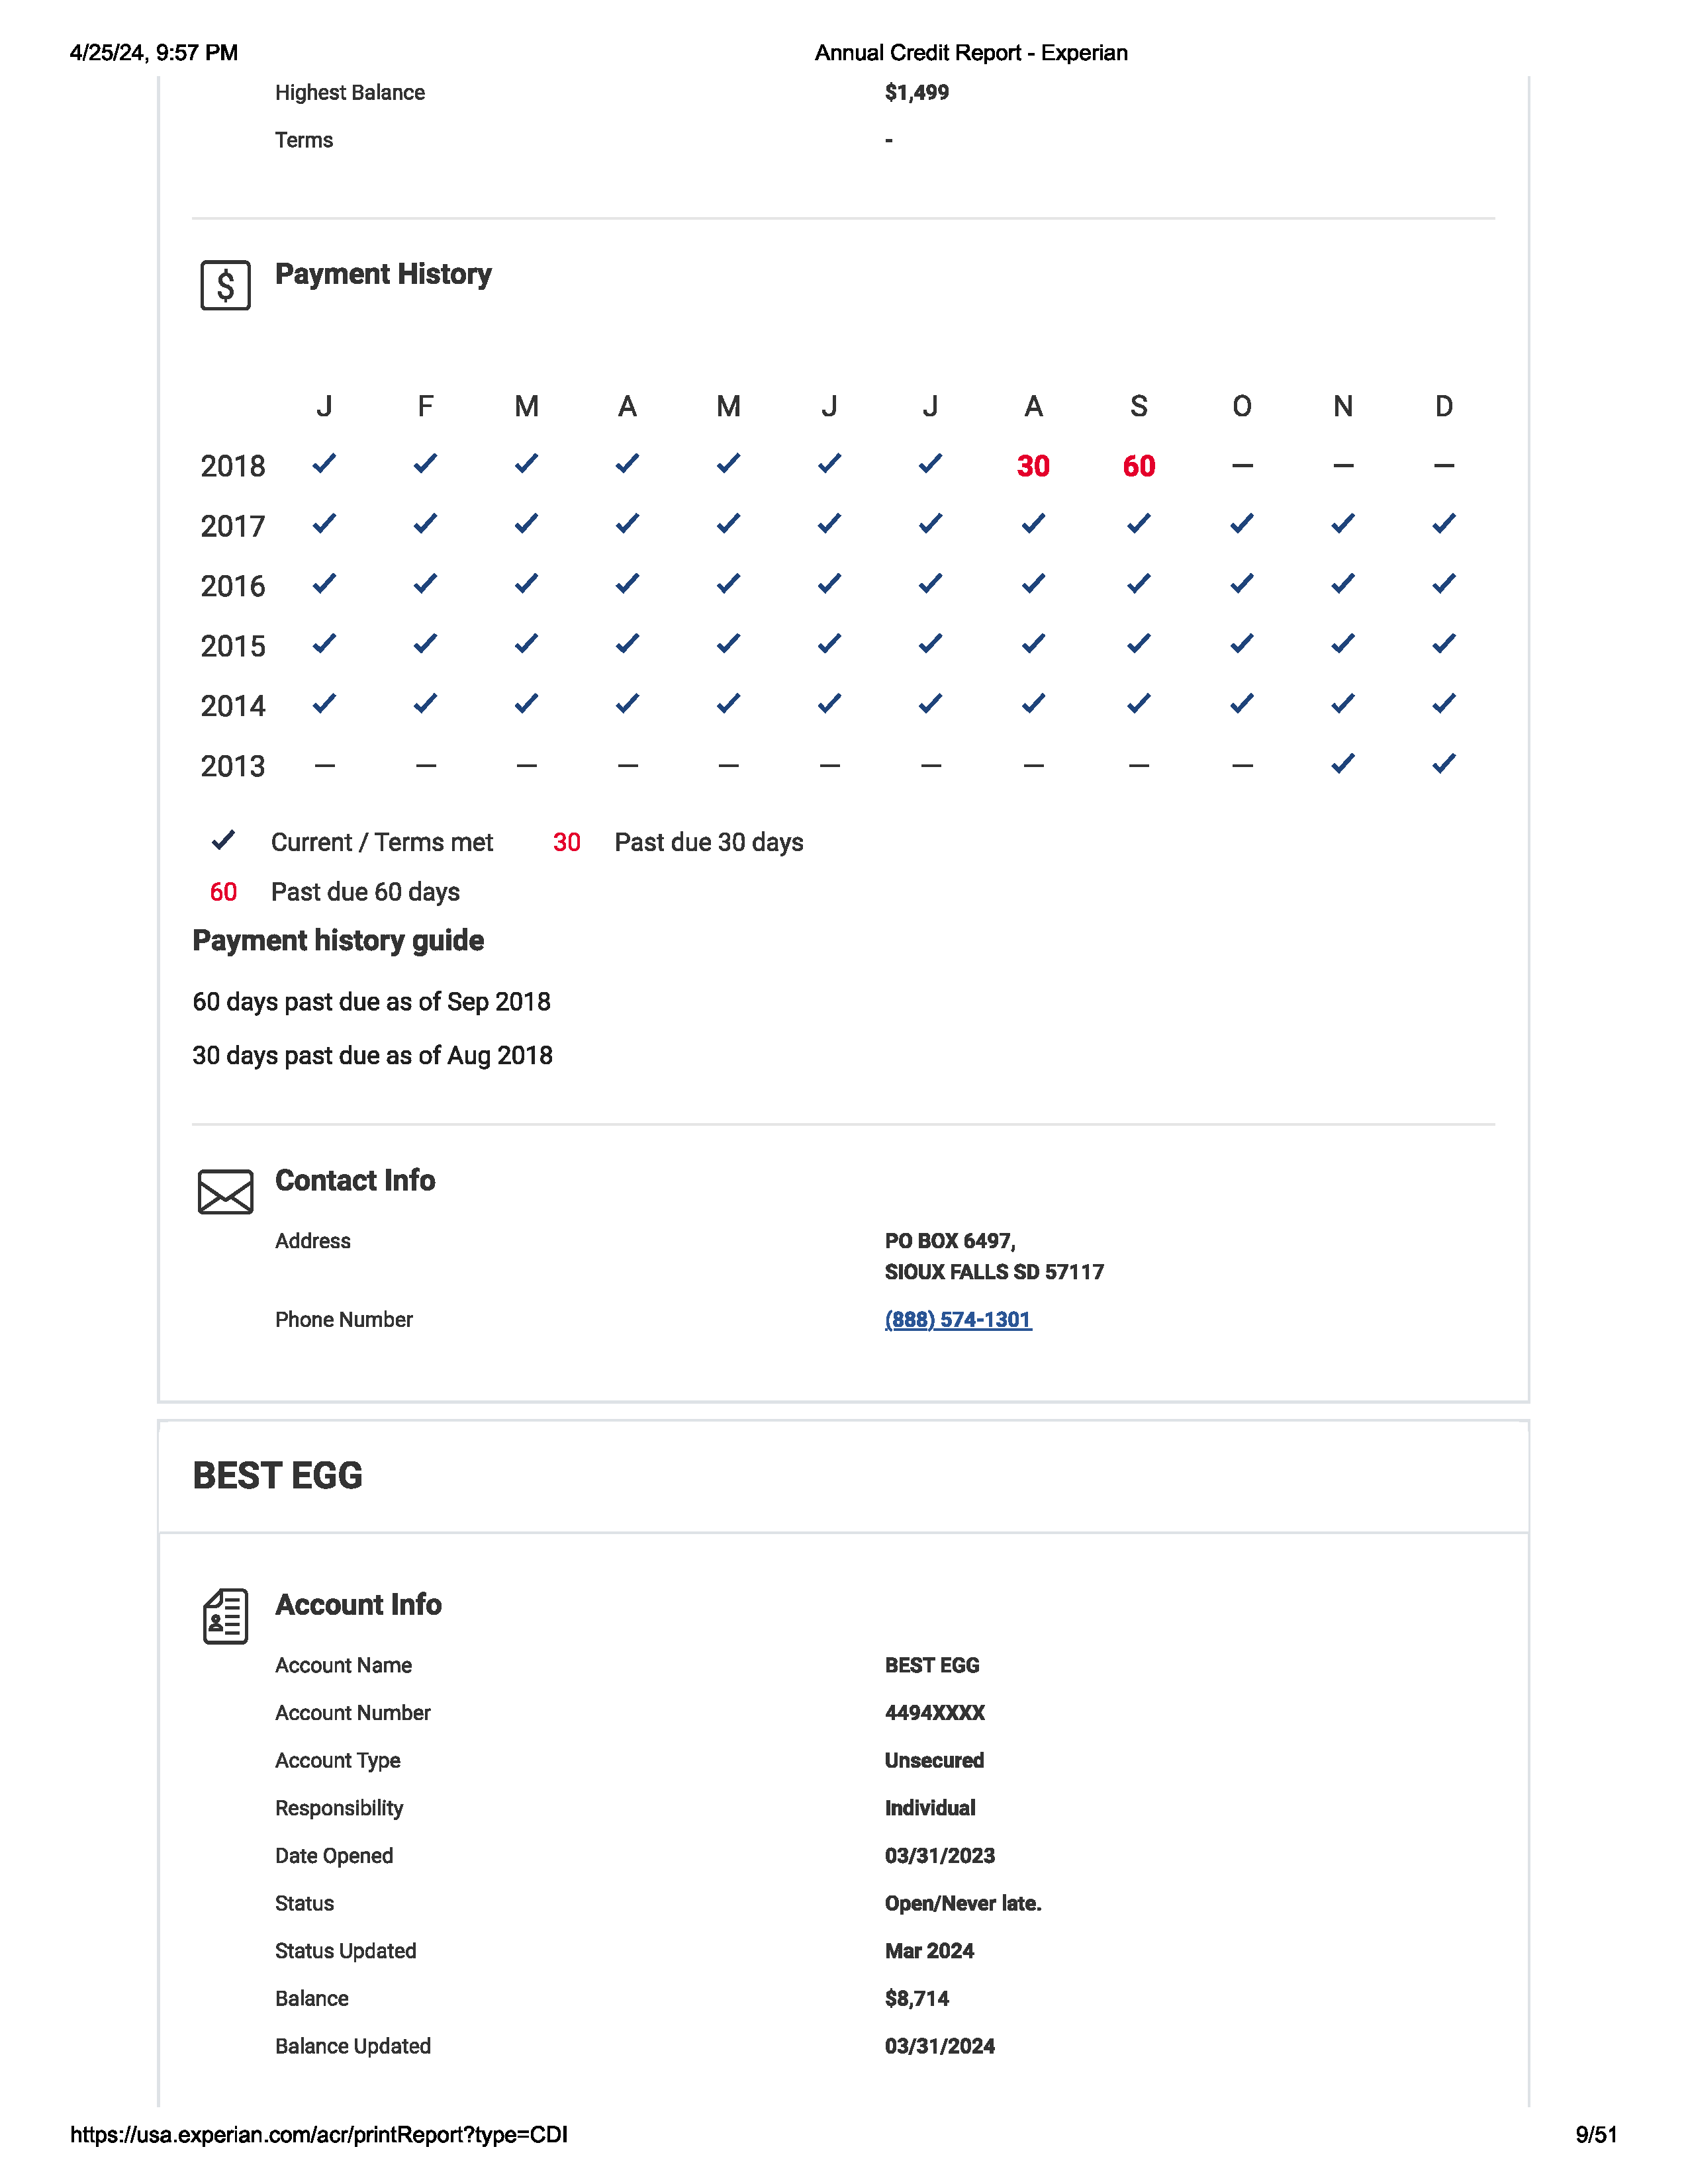 4/25/24, 9:57 PM Annual Credit Report - Experian
Highest Balance $1,499
Terms -
$ Payment History
J F M A M J J A S O N D
2018 ✓ ✓ ✓ ✓ ✓ ✓ ✓ 30 60 — — —
2017 ✓ ✓ ✓ ✓ ✓ ✓ ✓ ✓ ✓ ✓ ✓ ✓
2016 ✓ ✓ ✓ ✓ ✓ ✓ ✓ ✓ ✓ ✓ ✓ ✓
2015 ✓ ✓ ✓ ✓ ✓ ✓ ✓ ✓ ✓ ✓ ✓ ✓
2014 ✓ ✓ ✓ ✓ ✓ ✓ ✓ ✓ ✓ ✓ ✓ ✓
2013 — — — — — — — — — — ✓ ✓
✓ Current / Terms met 30 Past due 30 days
60 Past due 60 days
Payment history guide
60 days past due as of Sep 2018
30 days past due as of Aug 2018
Contact Info
Address PO BOX 6497,
SIOUX FALLS SD 57117
Phone Number (888) 574-1301
BEST EGG
Account Info
Account Name BEST EGG
Account Number 4494XXXX
Account Type Unsecured
Responsibility Individual
Date Opened 03/31/2023
Status Open/Never late.
Status Updated Mar 2024
Balance $8,714
Balance Updated 03/31/2024
https://usa.experian.com/acr/printReport?type=CDI 9/51